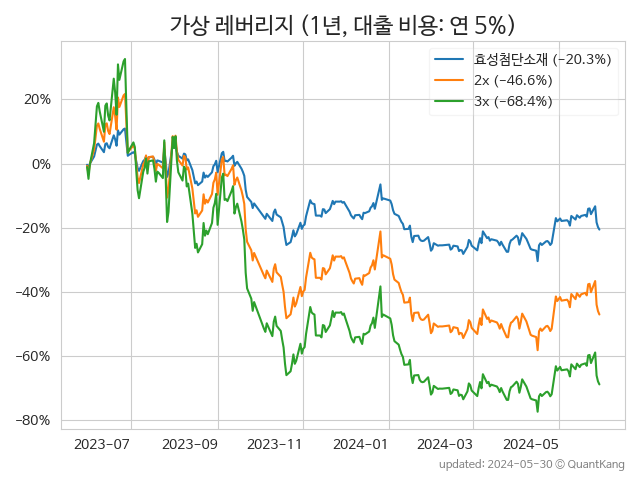 가상 레버리지 (1년, 대출 비용: 연 5%)
효성첨단소재 (−20.3%)
2x (−46.6%)
3x (−68.4%)
20%
0%
−20%
−40%
−60%
−80%
2023-07 2023-09 2023-11 2024-01 2024-03 2024-05
updated: 2024-05-30 © QuantKang